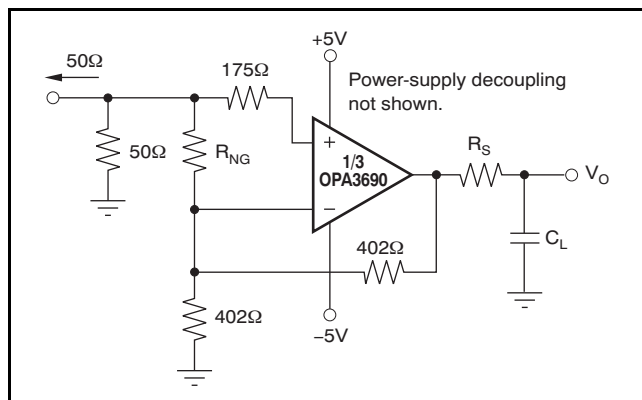 50Ω
+5V
175Ω
Power-supply decoupling
not shown.
50Ω
R_NG
+
1/3
OPA3690
−
R_S
V_O
C_L
402Ω
402Ω
−5V